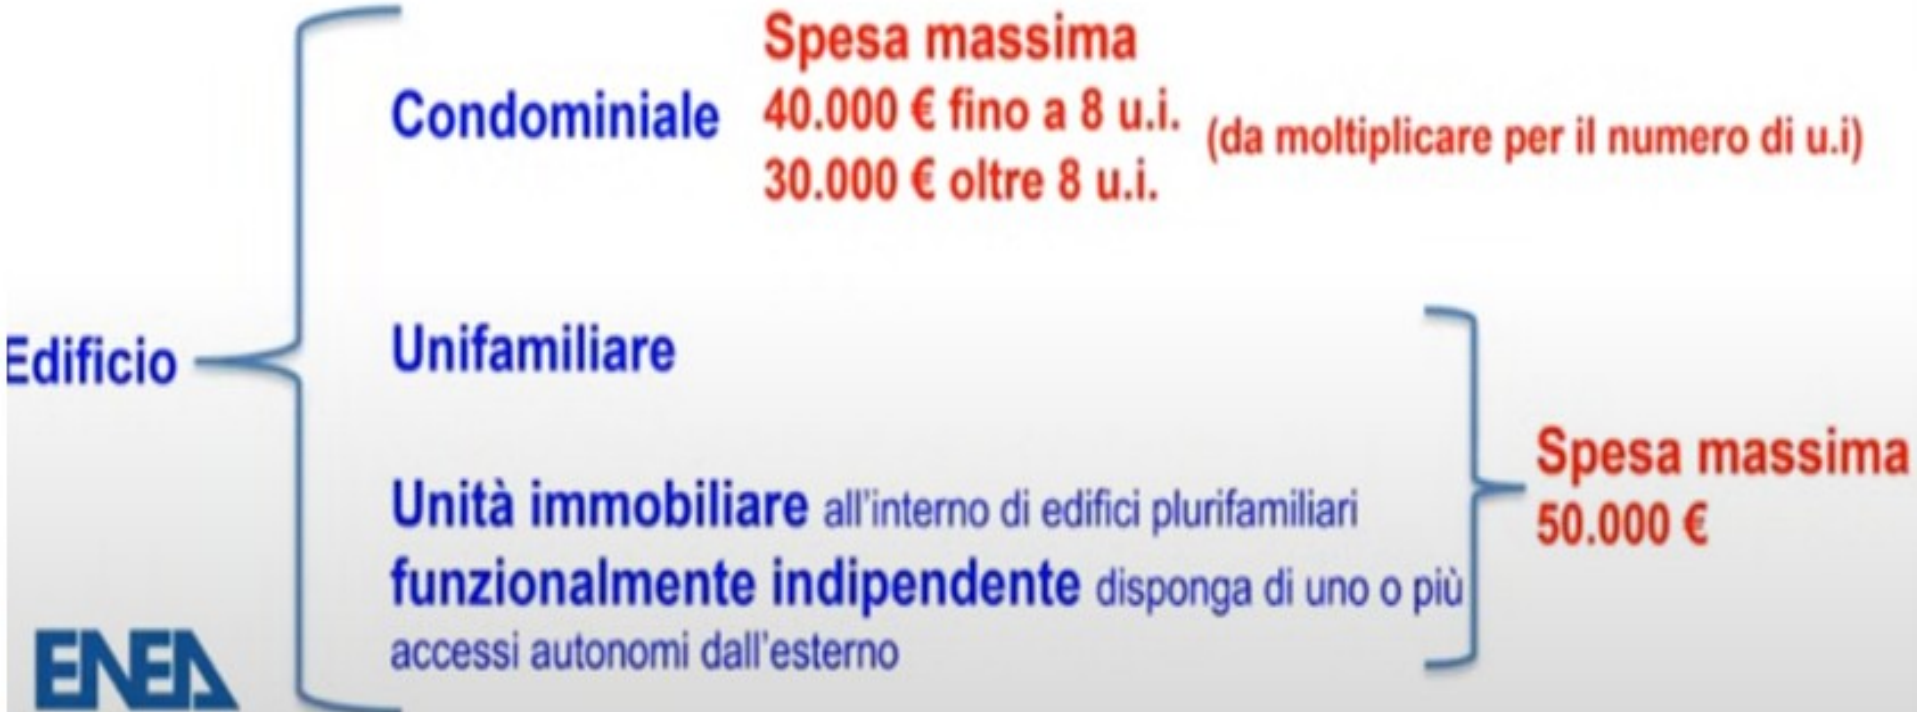 Spesa massima
Condominiale 40.000 € fino a 8 u.i. (da moltiplicare per il numero di u.i)
30.000 € oltre 8 u.i.
Edificio
Unifamiliare
Unità immobiliare all'interno di edifici plurifamiliari
funzionalmente indipendente disponga di uno o più
accessi autonomi dall'esterno
Spesa massima
50.000 €
ENEA